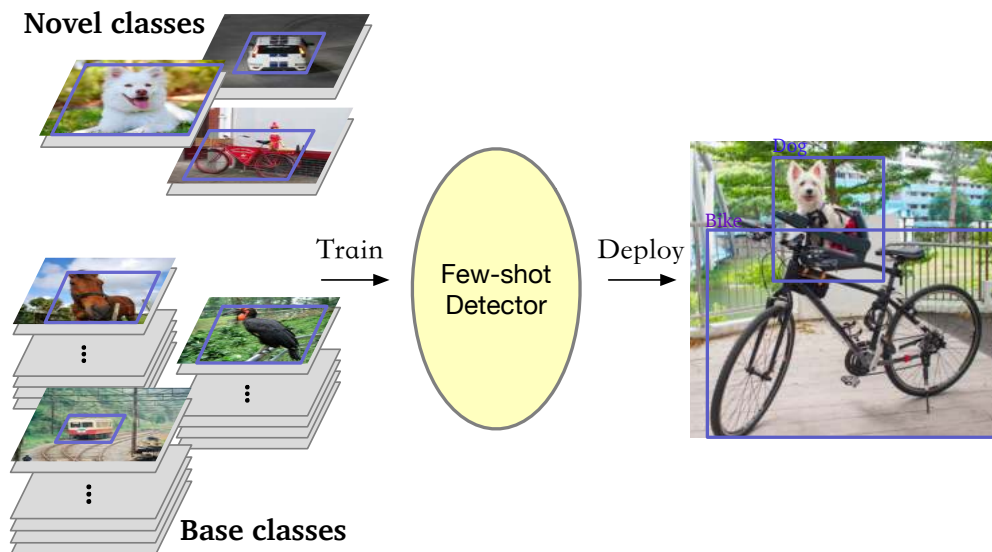 Novel classes
Train
Few-shot
Detector
Deploy
Dog
Bike
Base classes